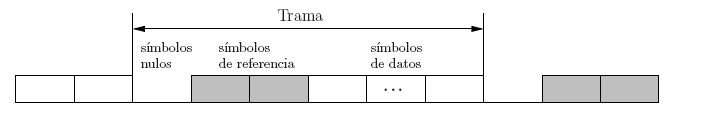 Trama
símbolos
nulos
símbolos
de referencia
símbolos
de datos
...